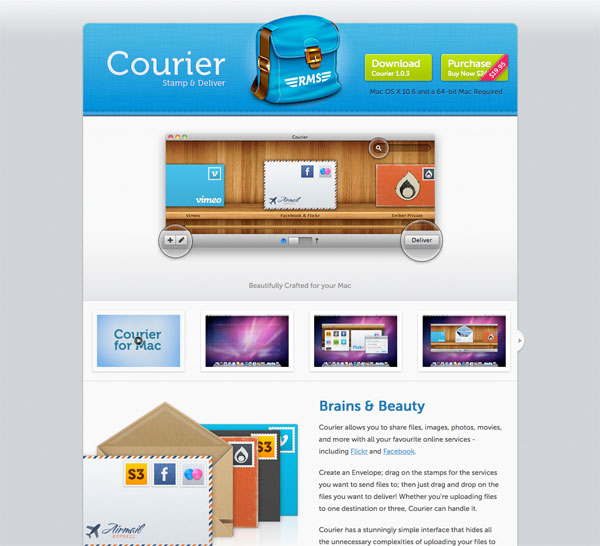 Courier
Stamp & Deliver
RMS
Download
Courier 1.0.3
Purchase
Buy Now
$19.95
Mac OS X 10.6 and a 64-bit Mac Required
Courier
vimeo
Airmail
Vimeo
Facebook & Flickr
Ember Private
Deliver
Beautifully Crafted for your Mac
Courier
for Mac
Flickr
Brains & Beauty
Courier allows you to share files, images, photos, movies,
and more with all your favourite online services -
including Flickr and Facebook.
Create an Envelope; drag on the stamps for the services
you want to send files to; then just drag and drop on the
files you want to deliver! Whether you're uploading files
to one destination or three, Courier can handle it.
Courier has a stunningly simple interface that hides all
the unnecessary complexities of uploading your files to
S3
S3
Airmail
EXPRESS